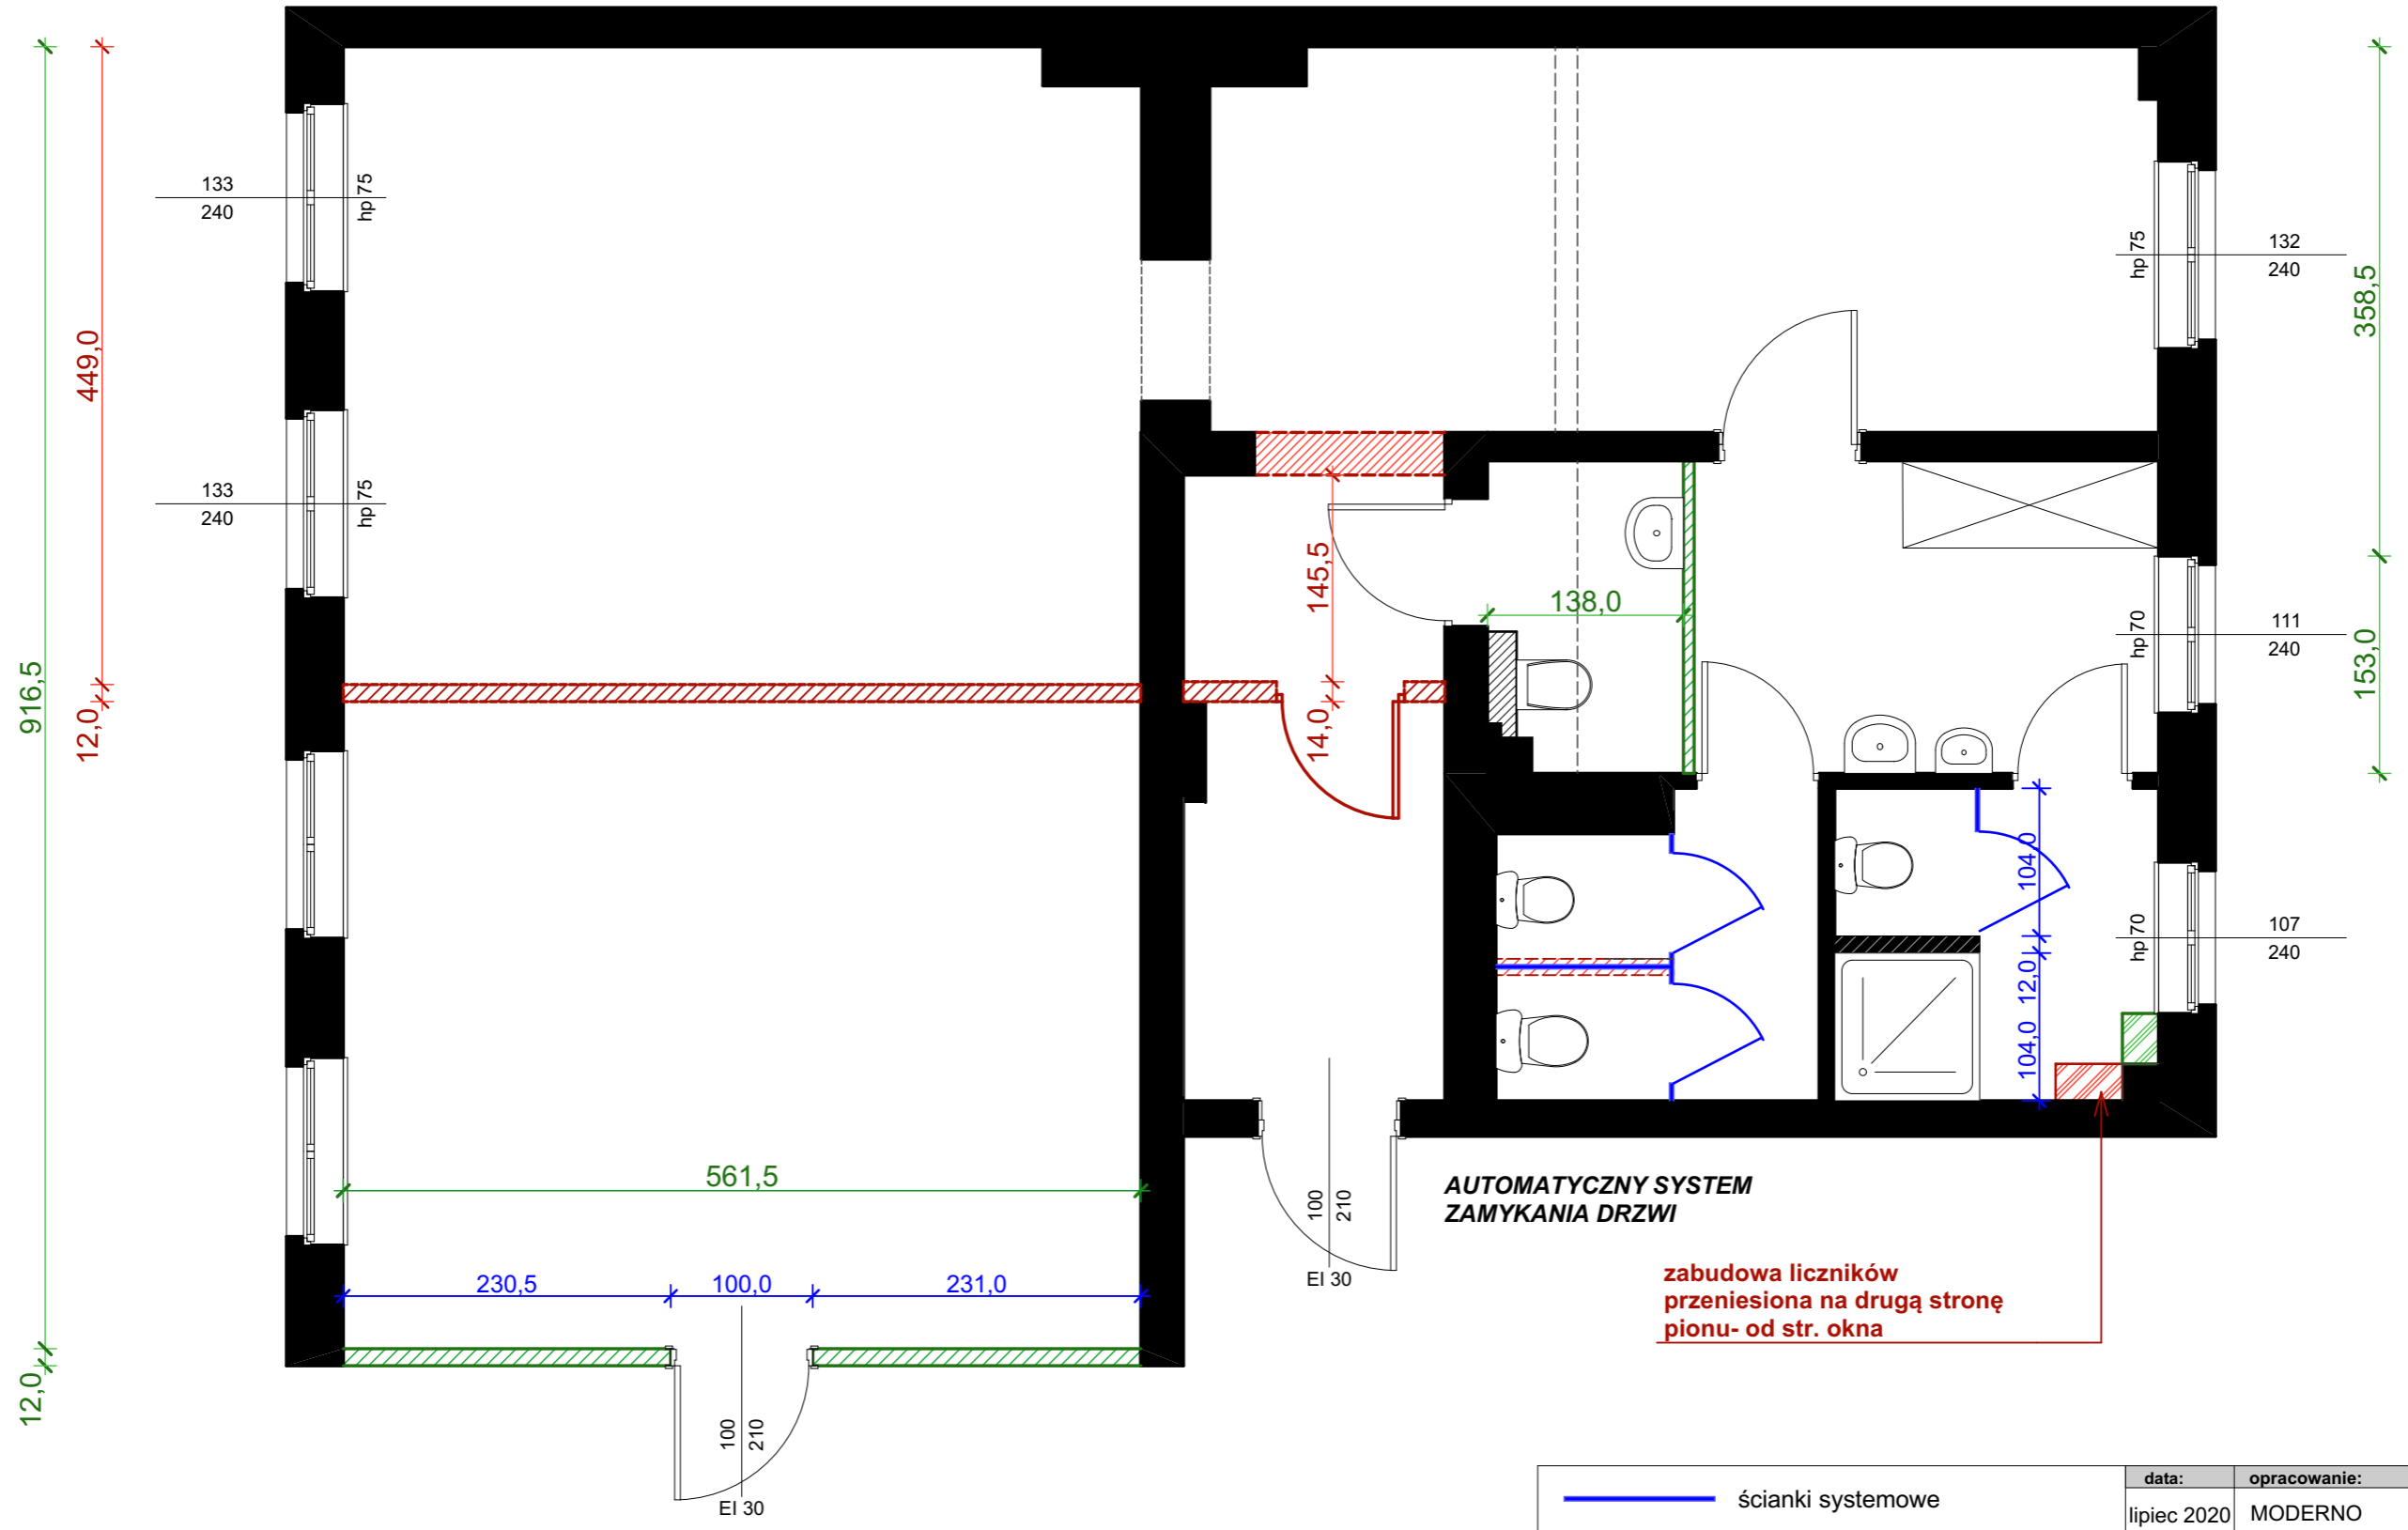 916,5
12,0
449,0
12,0
133
240
hp 75
133
240
hp 75
132
240
hp 75
358,5
145,5
14,0
138,0
111
240
hp 70
153,0
104,0
12,0
104,0
107
240
hp 70
561,5
230,5
100,0
231,0
100
210
EI 30
100
210
EI 30
AUTOMATYCZNY SYSTEM
ZAMYKANIA DRZWI
zabudowa liczników
przeniesiona na drugą stronę
pionu- od str. okna
ścianki systemowe
data:
opracowanie:
lipiec 2020
MODERNO